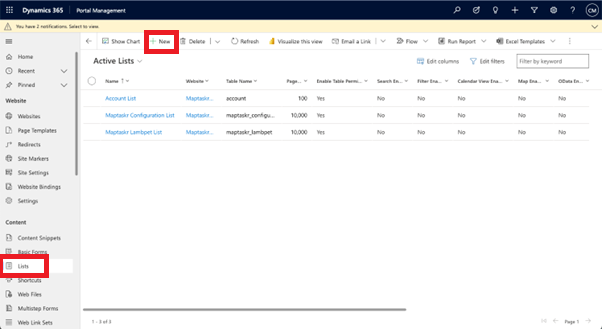 Dynamics 365 Portal Management CM
You have 2 notifications. Select to view.
Show Chart New Delete Refresh Visualize this view Email a Link Flow Run Report Excel Templates
Home
Recent
Pinned
Website
Websites
Page Templates
Redirects
Site Markers
Site Settings
Website Bindings
Settings
Content
Content Snippets
Basic Forms
Lists
Shortcuts
Web Files
Multistep Forms
Web Link Sets
Active Lists Edit columns Edit filters Filter by keyword
Name ↑ Website Table Name Page... Enable Table Permi... Search En... Filter Ena... Calendar View Ena... Map Ena... OData En...
Account List Maptaskr... account 100 Yes No No No No No
Maptaskr Configuration List Maptaskr... maptaskr_configu... 10,000 Yes No No No No No
Maptaskr Lambpet List Maptaskr... maptaskr_lambpet 10,000 Yes No No No No No
1 - 3 of 3 Page 1